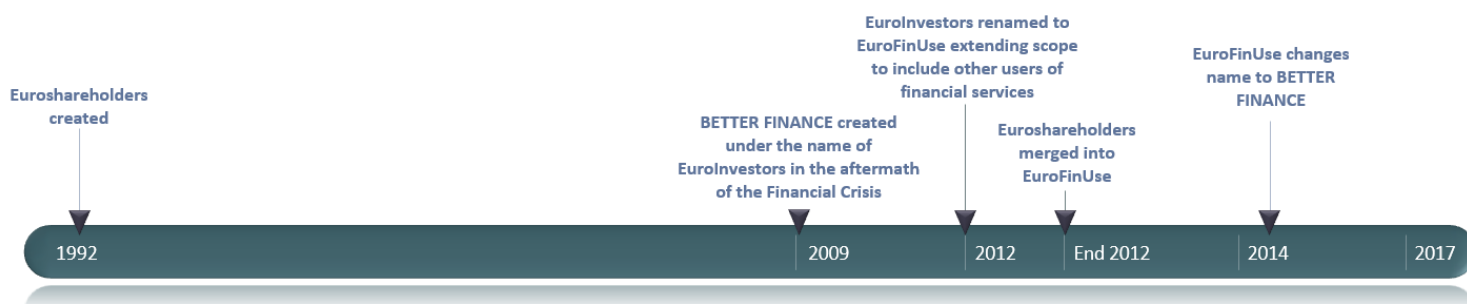 Euroshareholders
created
BETTER FINANCE created
under the name of
EuroInvestors in the aftermath
of the Financial Crisis
EuroInvestors renamed to
EuroFinUse extending scope
to include other users of
financial services
Euroshareholders
merged into
EuroFinUse
EuroFinUse changes
name to BETTER
FINANCE
1992
2009
2012
End 2012
2014
2017